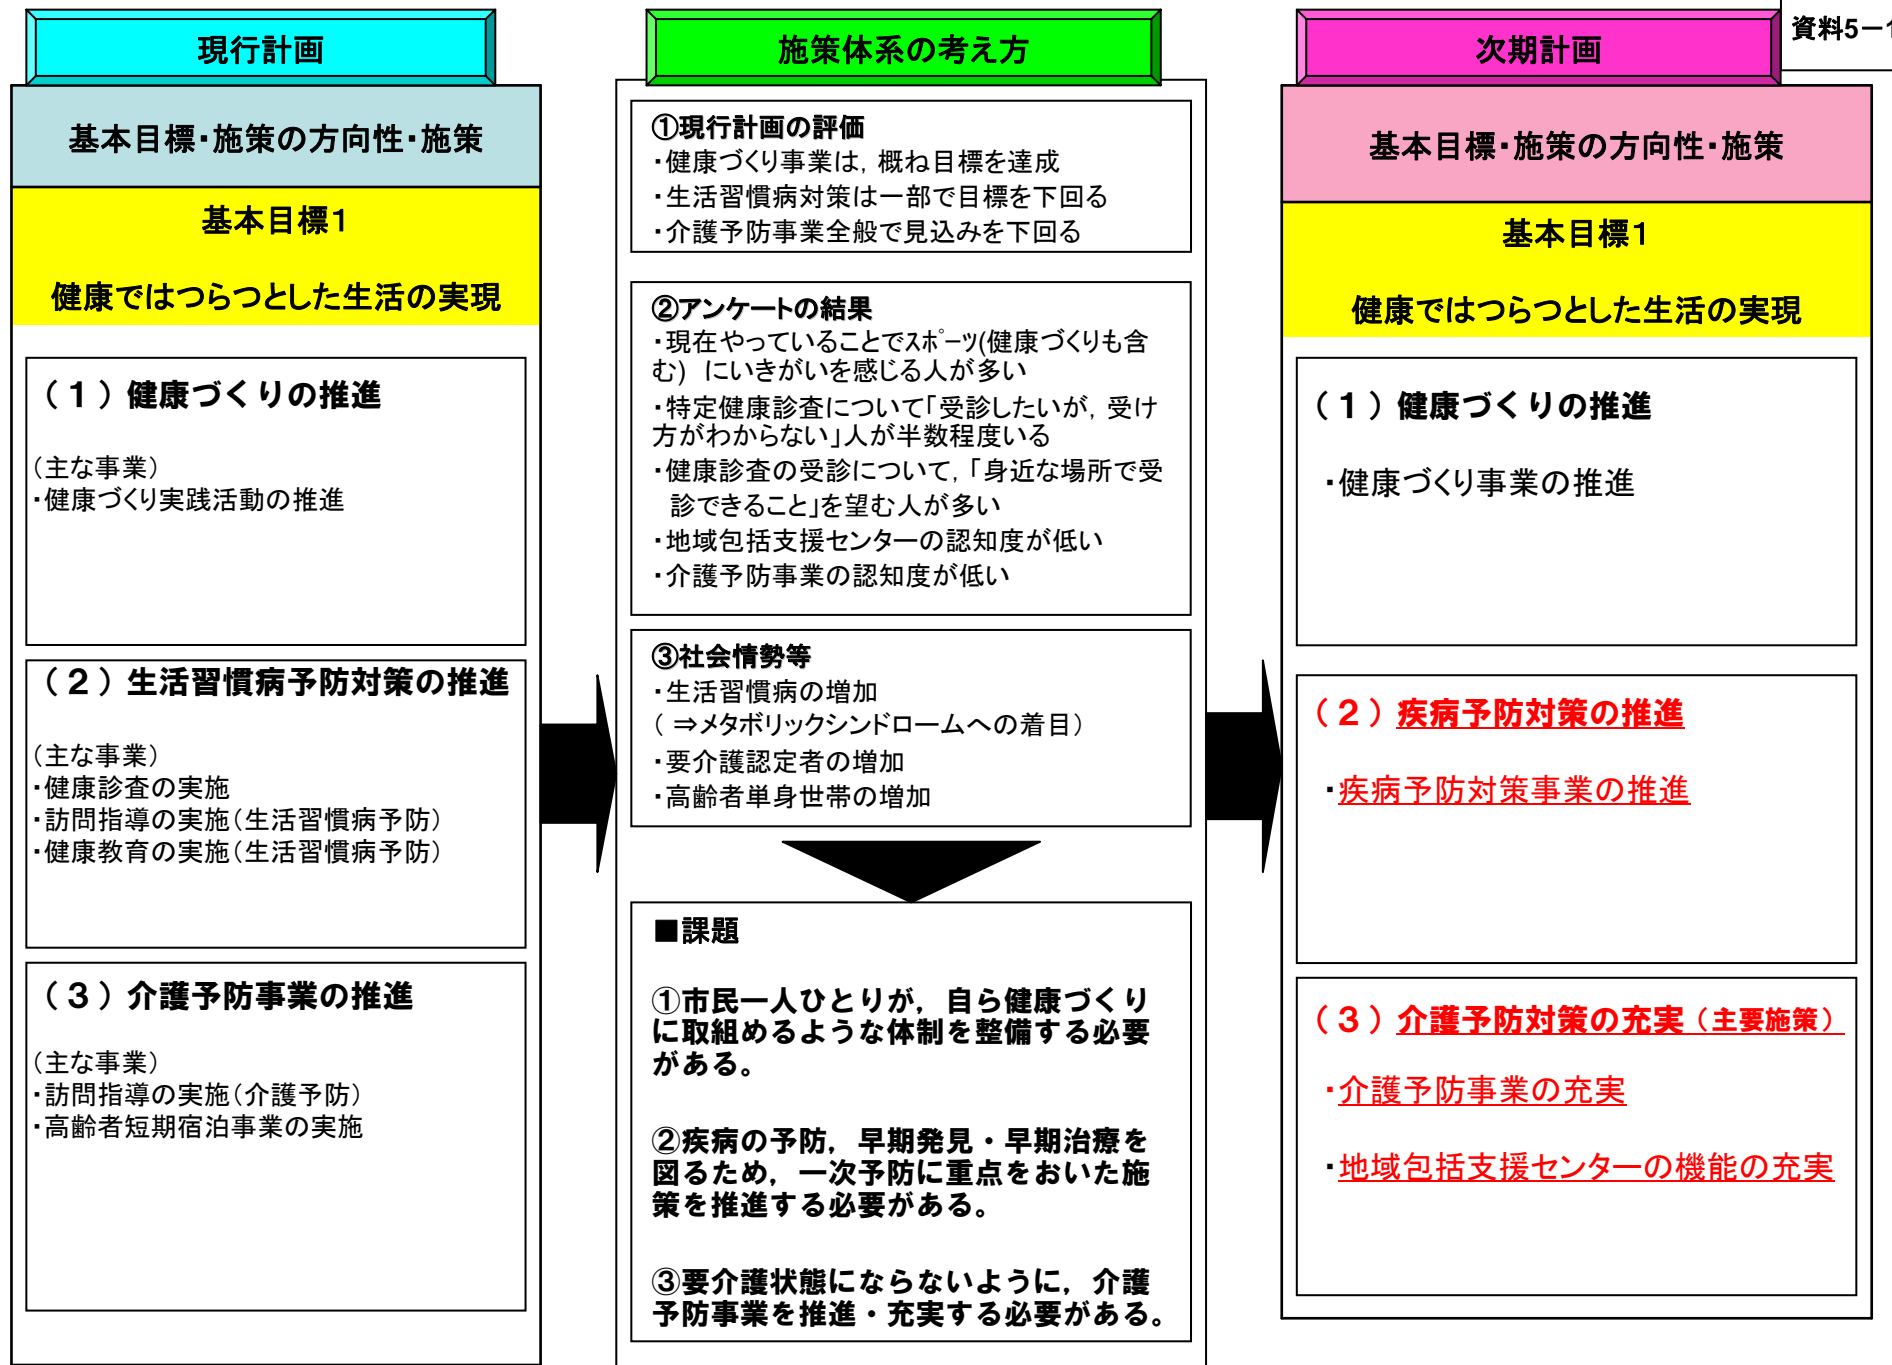 資料5－1
現行計画
基本目標・施策の方向性・施策
基本目標1
健康ではつらつとした生活の実現
（１）健康づくりの推進
（主な事業）
・健康づくり実践活動の推進
（２）生活習慣病予防対策の推進
（主な事業）
・健康診査の実施
・訪問指導の実施（生活習慣病予防）
・健康教育の実施（生活習慣病予防）
（３）介護予防事業の推進
（主な事業）
・訪問指導の実施（介護予防）
・高齢者短期宿泊事業の実施
施策体系の考え方
①現行計画の評価
・健康づくり事業は，概ね目標を達成
・生活習慣病対策は一部で目標を下回る
・介護予防事業全般で見込みを下回る
②アンケートの結果
・現在やっていることでｽﾎﾟｰﾂ(健康づくりも含
む) にいきがいを感じる人が多い
・特定健康診査について「受診したいが，受け
方がわからない」人が半数程度いる
・健康診査の受診について，「身近な場所で受
診できること」を望む人が多い
・地域包括支援センターの認知度が低い
・介護予防事業の認知度が低い
③社会情勢等
・生活習慣病の増加
（⇒メタボリックシンドロームへの着目）
・要介護認定者の増加
・高齢者単身世帯の増加
■課題
①市民一人ひとりが，自ら健康づくり
に取組めるような体制を整備する必要
がある。
②疾病の予防，早期発見・早期治療を
図るため，一次予防に重点をおいた施
策を推進する必要がある。
③要介護状態にならないように，介護
予防事業を推進・充実する必要がある。
次期計画
基本目標・施策の方向性・施策
基本目標1
健康ではつらつとした生活の実現
（１）健康づくりの推進
・健康づくり事業の推進
（２）疾病予防対策の推進
・疾病予防対策事業の推進
（３）介護予防対策の充実（主要施策）
・介護予防事業の充実
・地域包括支援センターの機能の充実